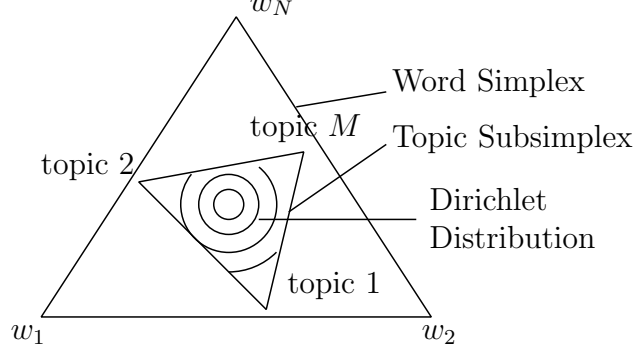 w_N
Word Simplex
topic M
Topic Subsimplex
topic 2
Dirichlet
Distribution
topic 1
w_1
w_2